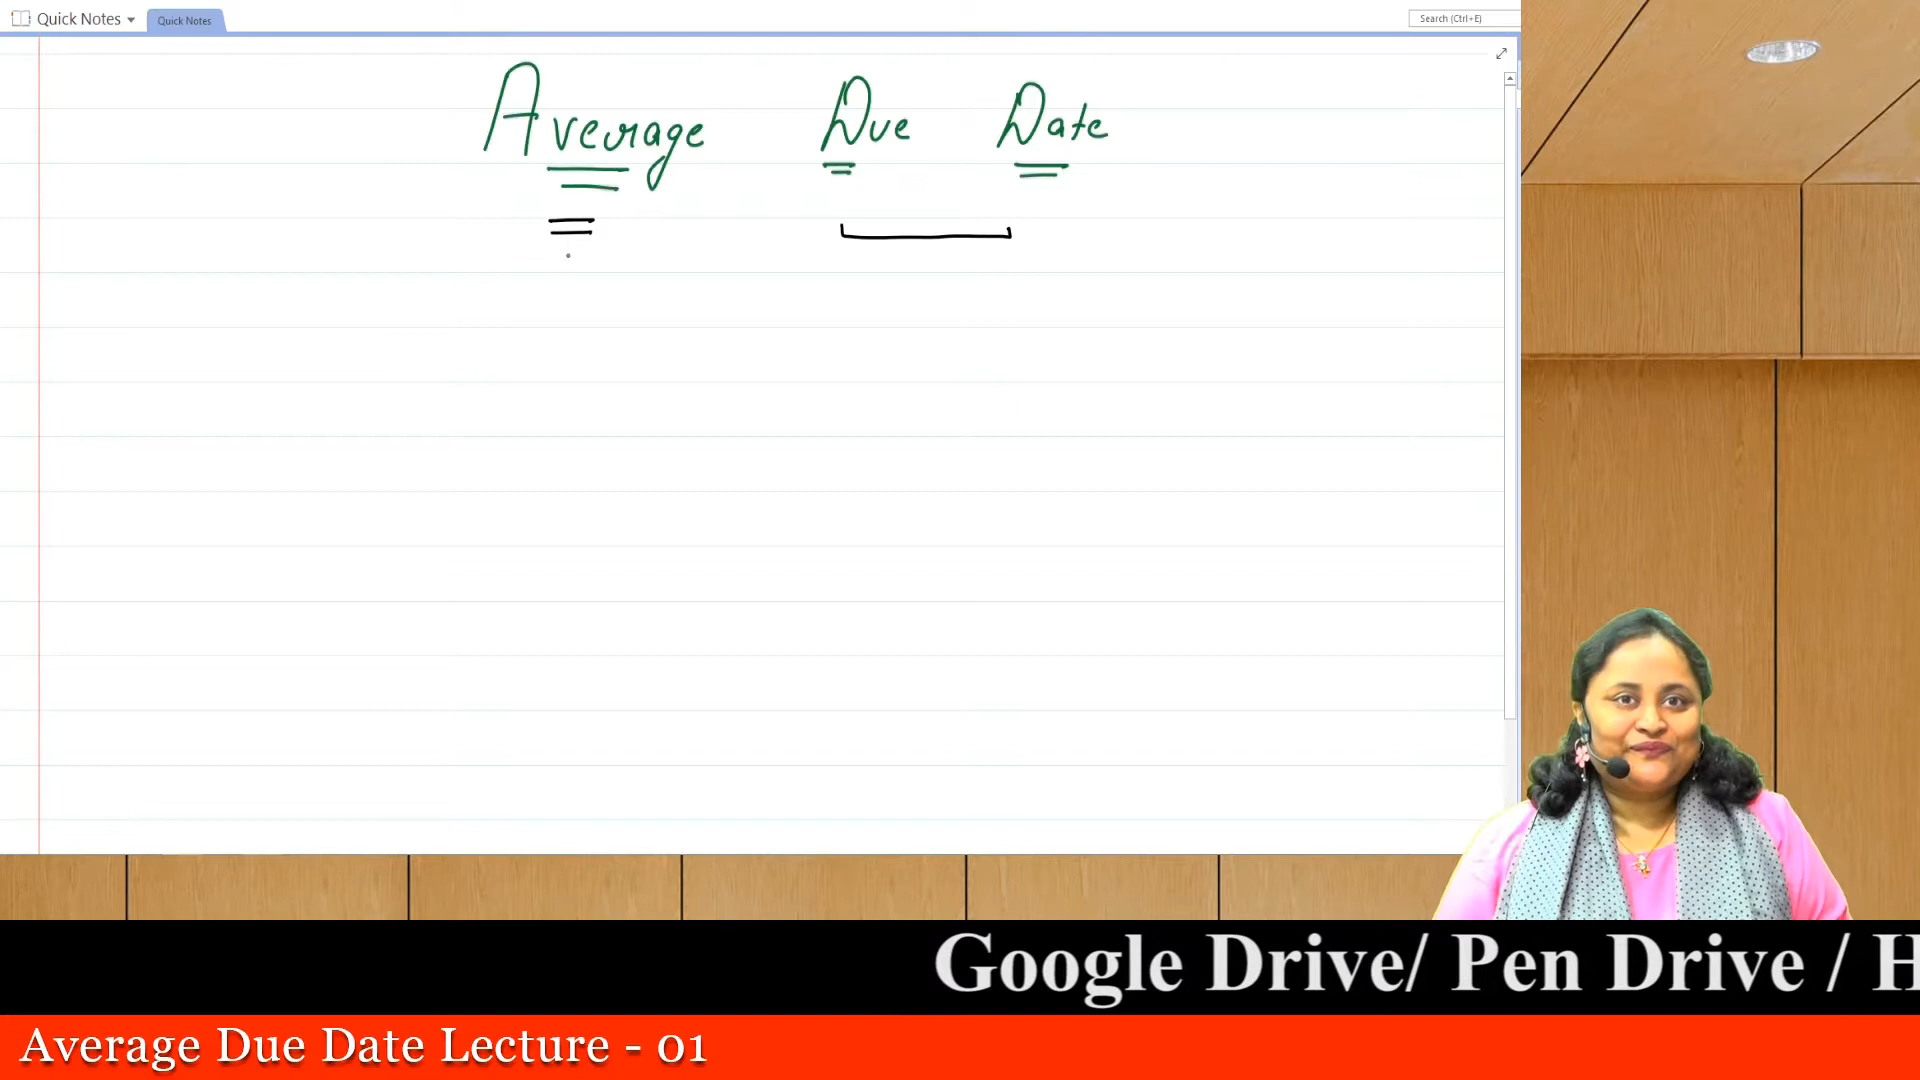 Quick Notes
Quick Notes
Search (Ctrl+E)
Average Due Date
Google Drive/ Pen Drive / H
Average Due Date Lecture - 01